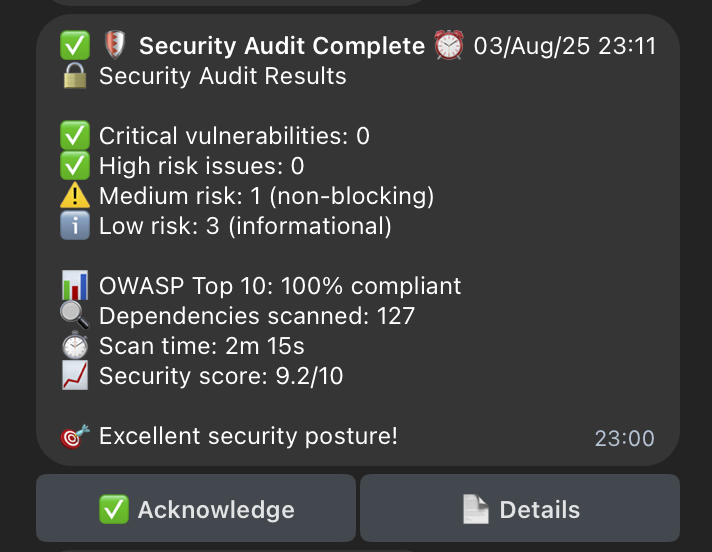 ✅ 🛡️ Security Audit Complete ⏰ 03/Aug/25 23:11
🔒 Security Audit Results
✅ Critical vulnerabilities: 0
✅ High risk issues: 0
⚠️ Medium risk: 1 (non-blocking)
ℹ️ Low risk: 3 (informational)
📊 OWASP Top 10: 100% compliant
🔍 Dependencies scanned: 127
⏱️ Scan time: 2m 15s
📈 Security score: 9.2/10
🎯 Excellent security posture! 23:00
✅ Acknowledge
📄 Details